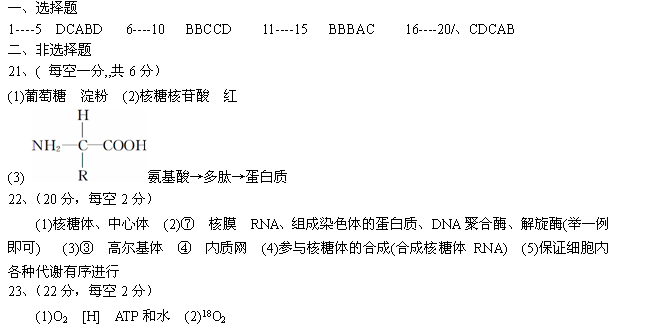 一、选择题
1----5 DCABD 6----10 BBCCD 11----15 BBBAC 16----20/、CDCAB
二、非选择题
21、( 每空一分,,共 6 分)
(1)葡萄糖 淀粉 (2)核糖核苷酸 红
H
NH₂—C—COOH
R
(3) 氨基酸→多肽→蛋白质
22、(20 分，每空 2 分)
(1)核糖体、中心体 (2)⑦ 核膜 RNA、组成染色体的蛋白质、DNA 聚合酶、解旋酶(举一例
即可) (3)③ 高尔基体 ④ 内质网 (4)参与核糖体的合成(合成核糖体 RNA) (5)保证细胞内
各种代谢有序进行
23、(22 分，每空 2 分)
(1)O₂ [H] ATP 和水 (2)¹⁸O₂